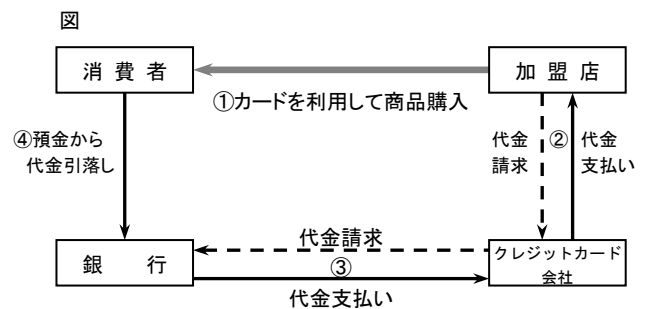 図
消費者
加盟店
①カードを利用して商品購入
④預金から
代金引落し
代金
請求
②
代金
支払い
代金請求
③
代金支払い
銀行
クレジットカード
会社